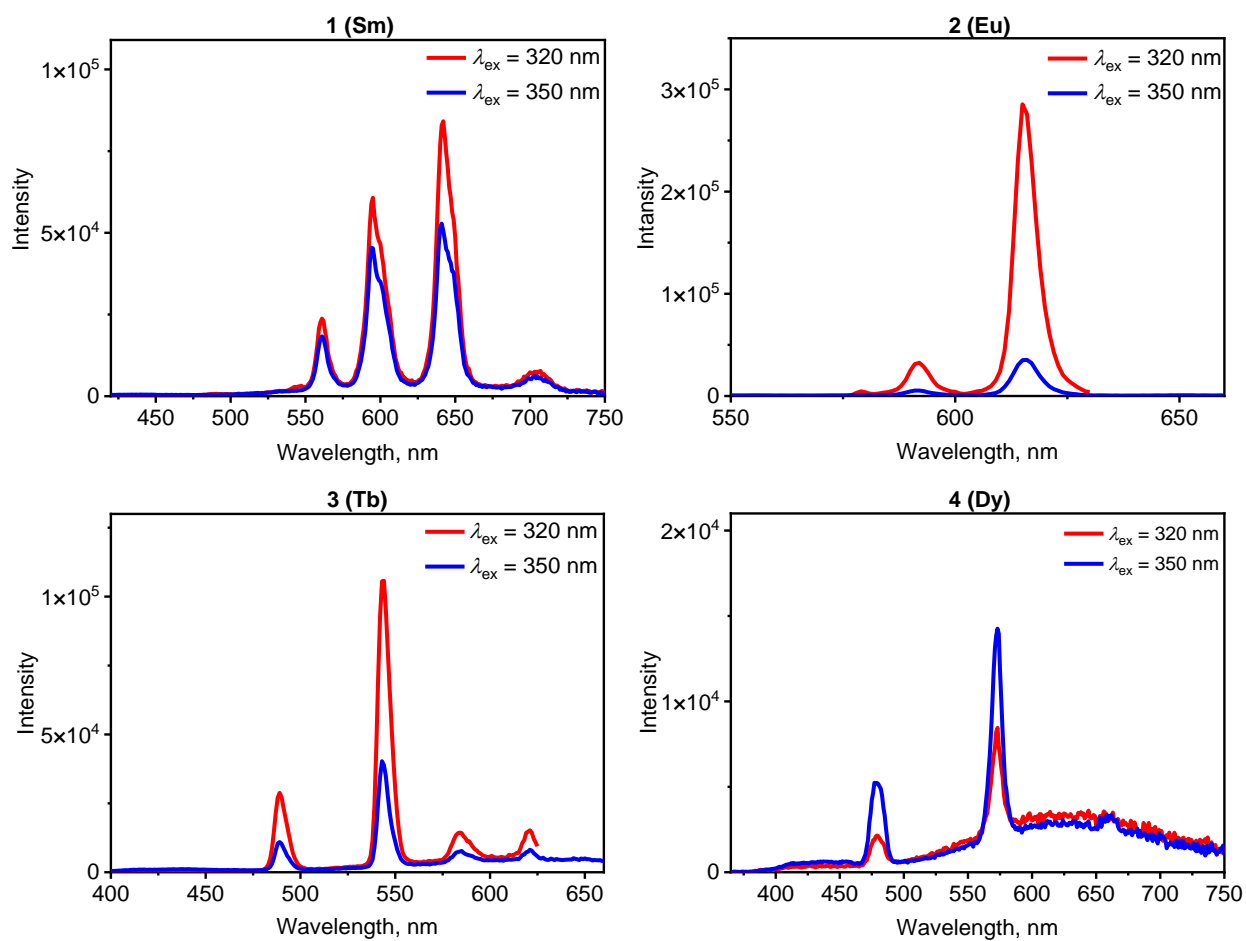 1 (Sm)
λex = 320 nm
λex = 350 nm
1×10⁵
5×10⁴
0
Intensity
450 500 550 600 650 700 750
Wavelength, nm
2 (Eu)
λex = 320 nm
λex = 350 nm
3×10⁵
2×10⁵
1×10⁵
0
Intansity
550 600 650
Wavelength, nm
3 (Tb)
λex = 320 nm
λex = 350 nm
1×10⁵
5×10⁴
0
Intensity
400 450 500 550 600 650
Wavelength, nm
4 (Dy)
λex = 320 nm
λex = 350 nm
2×10⁴
1×10⁴
0
Intensity
400 450 500 550 600 650 700 750
Wavelength, nm